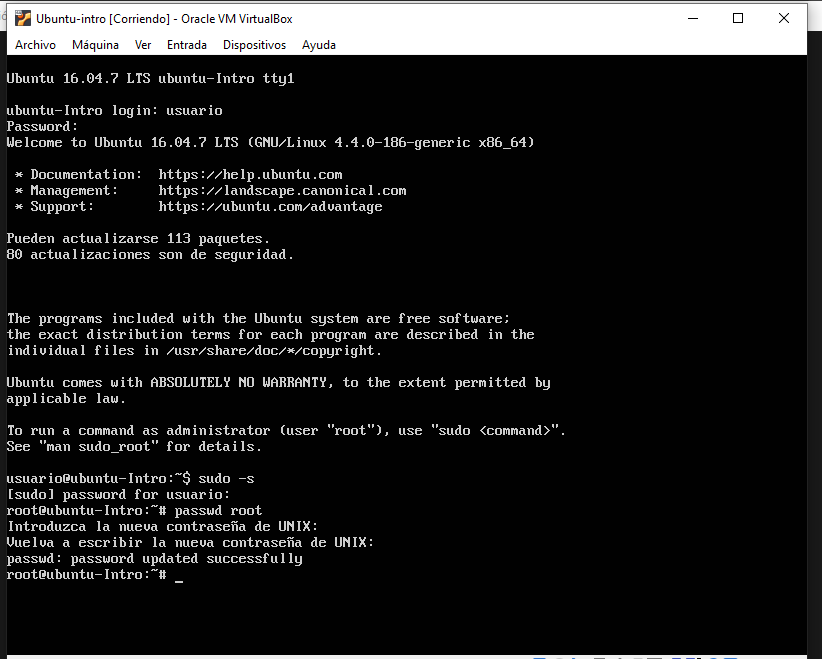 Ubuntu-intro [Corriendo] - Oracle VM VirtualBox
Archivo Máquina Ver Entrada Dispositivos Ayuda
Ubuntu 16.04.7 LTS ubuntu-Intro tty1
ubuntu-Intro login: usuario
Password:
Welcome to Ubuntu 16.04.7 LTS (GNU/Linux 4.4.0-186-generic x86_64)
* Documentation: https://help.ubuntu.com
* Management: https://landscape.canonical.com
* Support: https://ubuntu.com/advantage
Pueden actualizarse 113 paquetes.
80 actualizaciones son de seguridad.
The programs included with the Ubuntu system are free software;
the exact distribution terms for each program are described in the
individual files in /usr/share/doc/*/copyright.
Ubuntu comes with ABSOLUTELY NO WARRANTY, to the extent permitted by
applicable law.
To run a command as administrator (user "root"), use "sudo <command>".
See "man sudo_root" for details.
usuario@ubuntu-Intro:~$ sudo -s
[sudo] password for usuario:
root@ubuntu-Intro:~# passwd root
Introduzca la nueva contraseña de UNIX:
Vuelva a escribir la nueva contraseña de UNIX:
passwd: password updated successfully
root@ubuntu-Intro:~# _